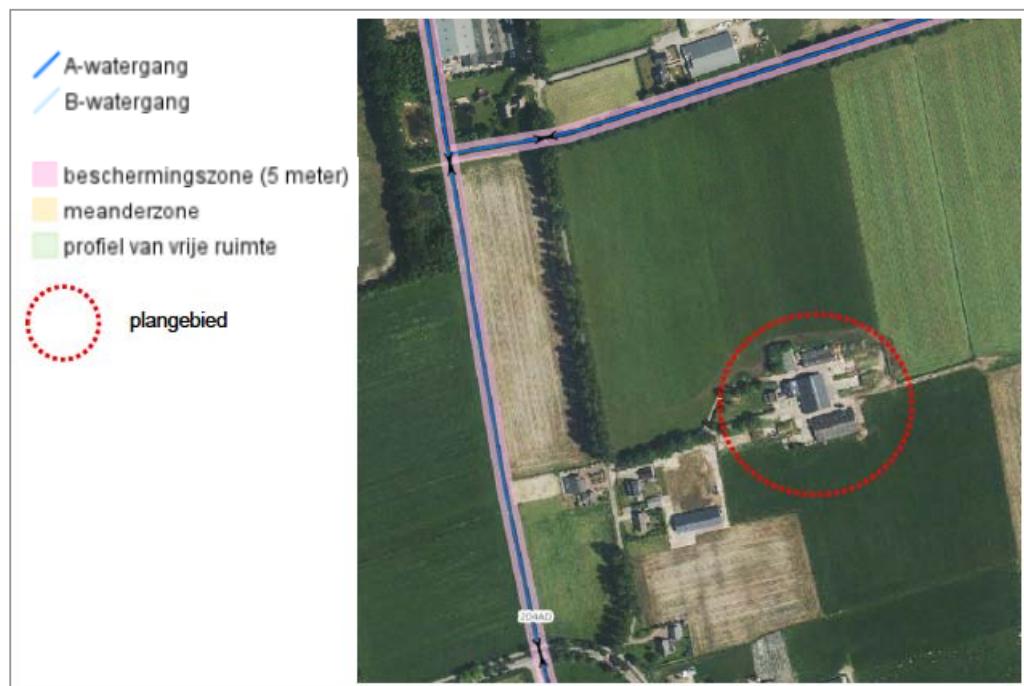 A-watergang
B-watergang
beschermingszone (5 meter)
meanderzone
profiel van vrije ruimte
plangebied
204AD